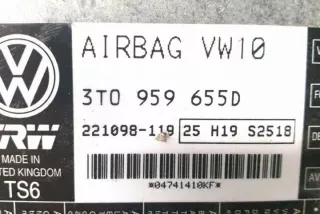 AIRBAG VW10
3T0 959 655D
221098-119 25 H19 S2518
TRW
MADE IN
UNITED KINGDOM
TS6
*04741410KF*